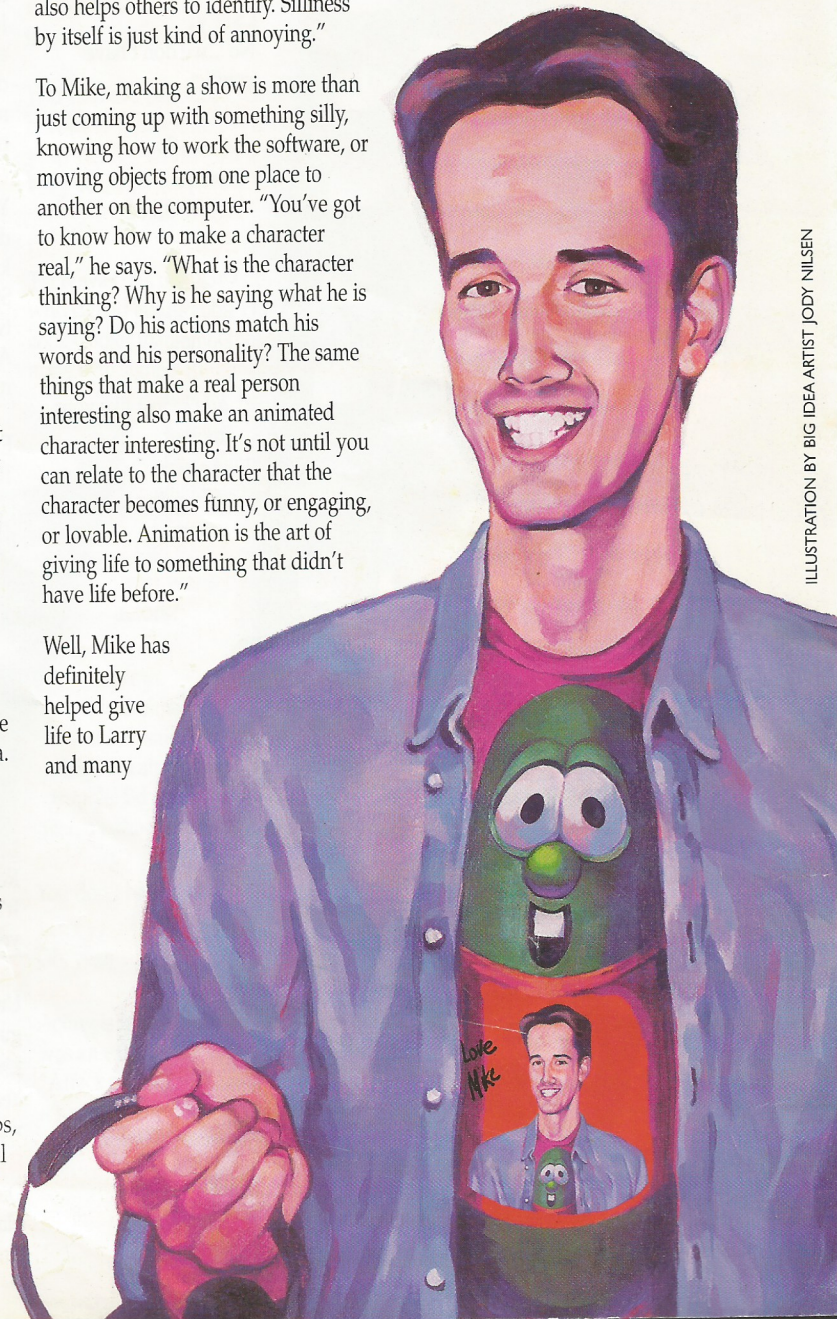 also helps others to identify. Silliness
by itself is just kind of annoying.”
To Mike, making a show is more than
just coming up with something silly,
knowing how to work the software, or
moving objects from one place to
another on the computer. “You’ve got
to know how to make a character
real,” he says. “What is the character
thinking? Why is he saying what he is
saying? Do his actions match his
words and his personality? The same
things that make a real person
interesting also make an animated
character interesting. It’s not until you
can relate to the character that the
character becomes funny, or engaging,
or lovable. Animation is the art of
giving life to something that didn’t
have life before.”
Well, Mike has
definitely
helped give
life to Larry
and many
Love
Mike
ILLUSTRATION BY BIG IDEA ARTIST JODY NILSEN